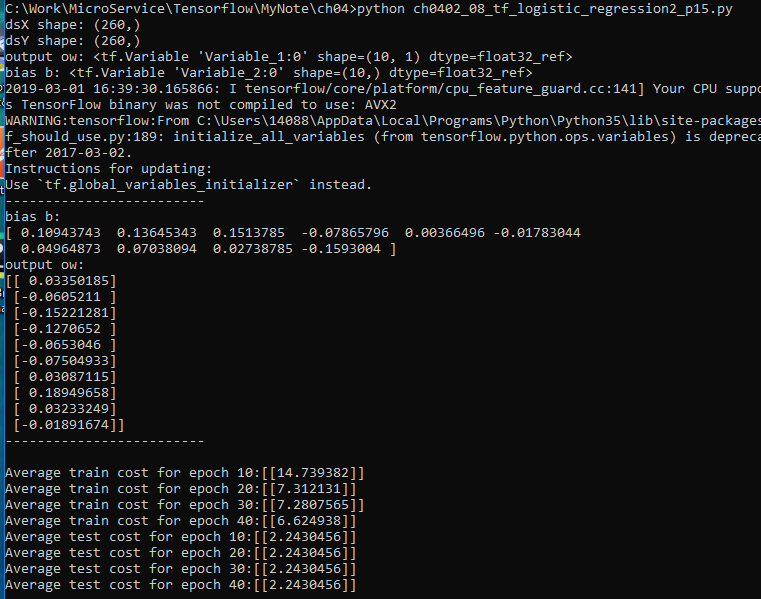 C:\Work\MicroService\Tensorflow\MyNote\ch04>python ch0402_08_tf_logistic_regression2_p15.py
dsX shape: (260,)
dsY shape: (260,)
output ow: <tf.Variable 'Variable_1:0' shape=(10, 1) dtype=float32_ref>
bias b: <tf.Variable 'Variable_2:0' shape=(10,) dtype=float32_ref>
2019-03-01 16:39:30.165866: I tensorflow/core/platform/cpu_feature_guard.cc:141] Your CPU suppo
s TensorFlow binary was not compiled to use: AVX2
WARNING:tensorflow:From C:\Users\14088\AppData\Local\Programs\Python\Python35\lib\site-packages
f_should_use.py:189: initialize_all_variables (from tensorflow.python.ops.variables) is depreca
fter 2017-03-02.
Instructions for updating:
Use `tf.global_variables_initializer` instead.
-------------------------
bias b:
[ 0.10943743  0.13645343  0.1513785  -0.07865796  0.00366496 -0.01783044
  0.04964873  0.07038094  0.02738785 -0.1593004 ]
output ow:
[[ 0.03350185]
 [-0.0605211 ]
 [-0.15221281]
 [-0.1270652 ]
 [-0.0653046 ]
 [-0.07504933]
 [ 0.03087115]
 [ 0.18949658]
 [ 0.03233249]
 [-0.01891674]]
-------------------------
Average train cost for epoch 10:[[14.739382]]
Average train cost for epoch 20:[[7.312131]]
Average train cost for epoch 30:[[7.2807565]]
Average train cost for epoch 40:[[6.624938]]
Average test cost for epoch 10:[[2.2430456]]
Average test cost for epoch 20:[[2.2430456]]
Average test cost for epoch 30:[[2.2430456]]
Average test cost for epoch 40:[[2.2430456]]